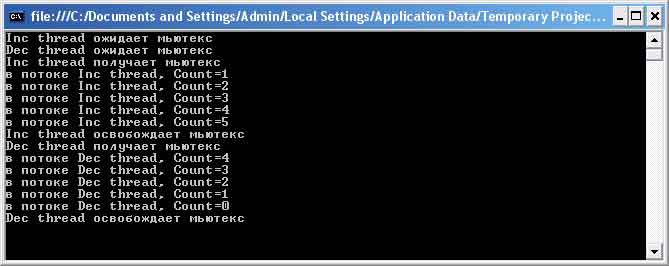 file:///C:/Documents and Settings/Admin/Local Settings/Application Data/Temporary Projec...
Inc thread ожидает мьютекс
Dec thread ожидает мьютекс
Inc thread получает мьютекс
в потоке Inc thread, Count=1
в потоке Inc thread, Count=2
в потоке Inc thread, Count=3
в потоке Inc thread, Count=4
в потоке Inc thread, Count=5
Inc thread освобождает мьютекс
Dec thread получает мьютекс
в потоке Dec thread, Count=4
в потоке Dec thread, Count=3
в потоке Dec thread, Count=2
в потоке Dec thread, Count=1
в потоке Dec thread, Count=0
Dec thread освобождает мьютекс